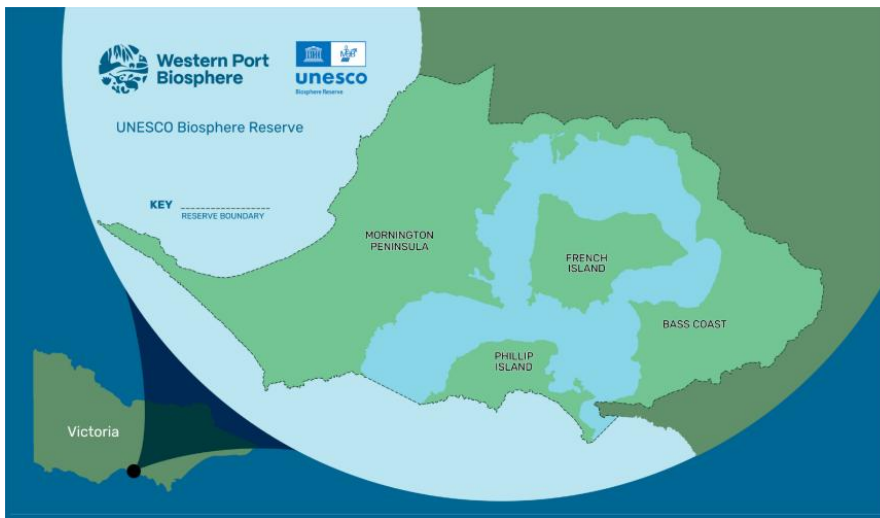 Western Port
Biosphere
unesco
Biosphere Reserve
UNESCO Biosphere Reserve
KEY
RESERVE BOUNDARY
MORNINGTON
PENINSULA
FRENCH
ISLAND
BASS COAST
PHILLIP
ISLAND
Victoria